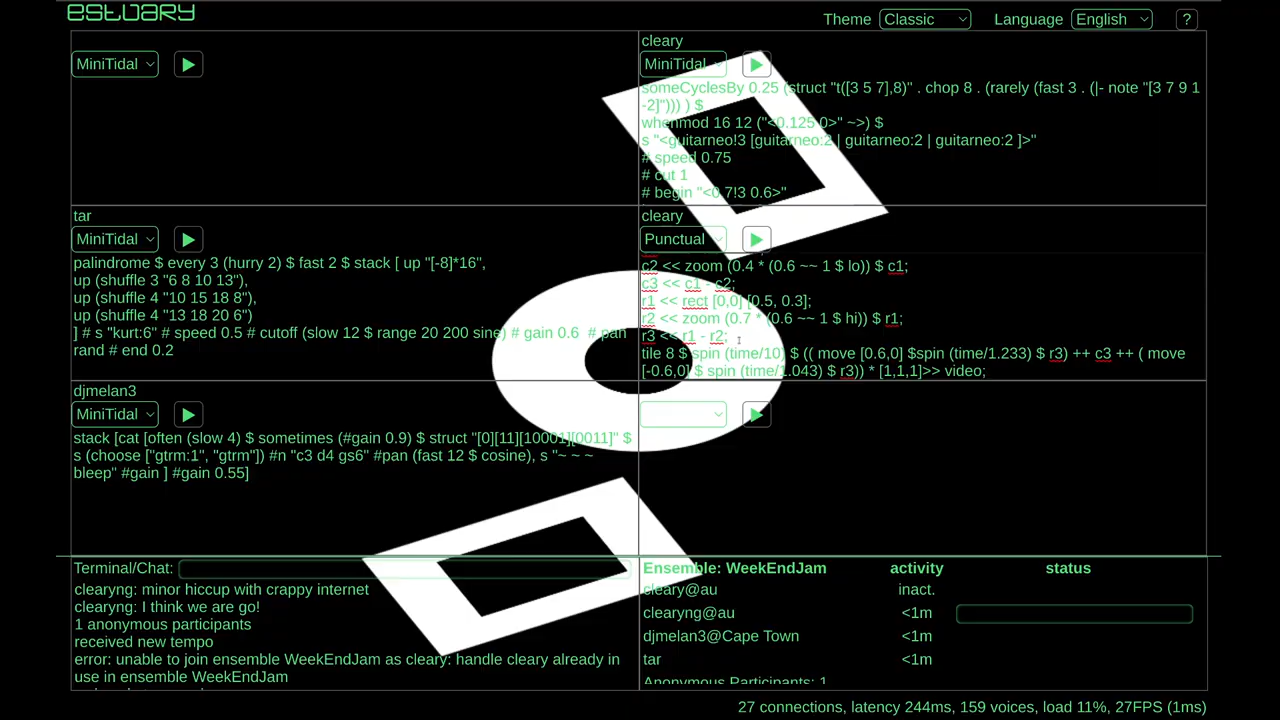 estuary
Theme Classic Language English ?
MiniTidal
cleary
MiniTidal
someCyclesBy 0.25 (struct "t([3 5 7],8)" . chop 8 . (rarely (fast 3 . (|- note "[3 7 9 1
-2]"))) ) $
whenmod 16 12 ("<0.125 0>" ~>) $
s "<guitarneo!3 [guitarneo:2 | guitarneo:2 | guitarneo:2 ]>"
# speed 0.75
# cut 1
# begin "<0 7!3 0.6>"
tar
MiniTidal
palindrome $ every 3 (hurry 2) $ fast 2 $ stack [ up "[-8]*16",
up (shuffle 3 "6 8 10 13"),
up (shuffle 4 "10 15 18 8"),
up (shuffle 4 "13 18 20 6")
] # s "kurt:6" # speed 0.5 # cutoff (slow 12 $ range 20 200 sine) # gain 0.6  # pan
rand # end 0.2
cleary
Punctual
c2 << zoom (0.4 * (0.6 ~~ 1 $ lo)) $ c1;
c3 << c1 - c2;
r1 << rect [0,0] [0.5, 0.3];
r2 << zoom (0.7 * (0.6 ~~ 1 $ hi)) $ r1;
r3 << r1 - r2;
tile 8 $ spin (time/10) $ (( move [0.6,0] $spin (time/1.233) $ r3) ++ c3 ++ ( move
[-0.6,0] $ spin (time/1.043) $ r3)) * [1,1,1]>> video;
djmelan3
MiniTidal
stack [cat [often (slow 4) $ sometimes (#gain 0.9) $ struct "[0][11][10001][0011]" $
s (choose ["gtrm:1", "gtrm"]) #n "c3 d4 gs6" #pan (fast 12 $ cosine), s "~ ~ ~
bleep" #gain ] #gain 0.55]
Terminal/Chat:
clearyng: minor hiccup with crappy internet
clearyng: I think we are go!
1 anonymous participants
received new tempo
error: unable to join ensemble WeekEndJam as cleary: handle cleary already in
use in ensemble WeekEndJam
Ensemble: WeekEndJam activity status
cleary@au inact.
clearyng@au <1m
djmelan3@Cape Town <1m
tar <1m
Anonymous Participants: 1
27 connections, latency 244ms, 159 voices, load 11%, 27FPS (1ms)